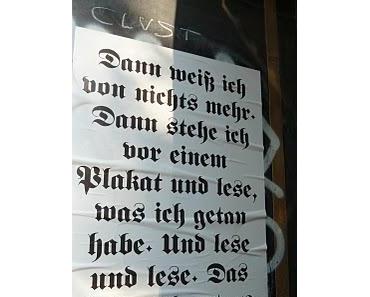 CLVST
Dann weiß ich
von nichts mehr.
Dann stehe ich
vor einem
Plakat und lese,
was ich getan
habe. Und lese
und lese. Das